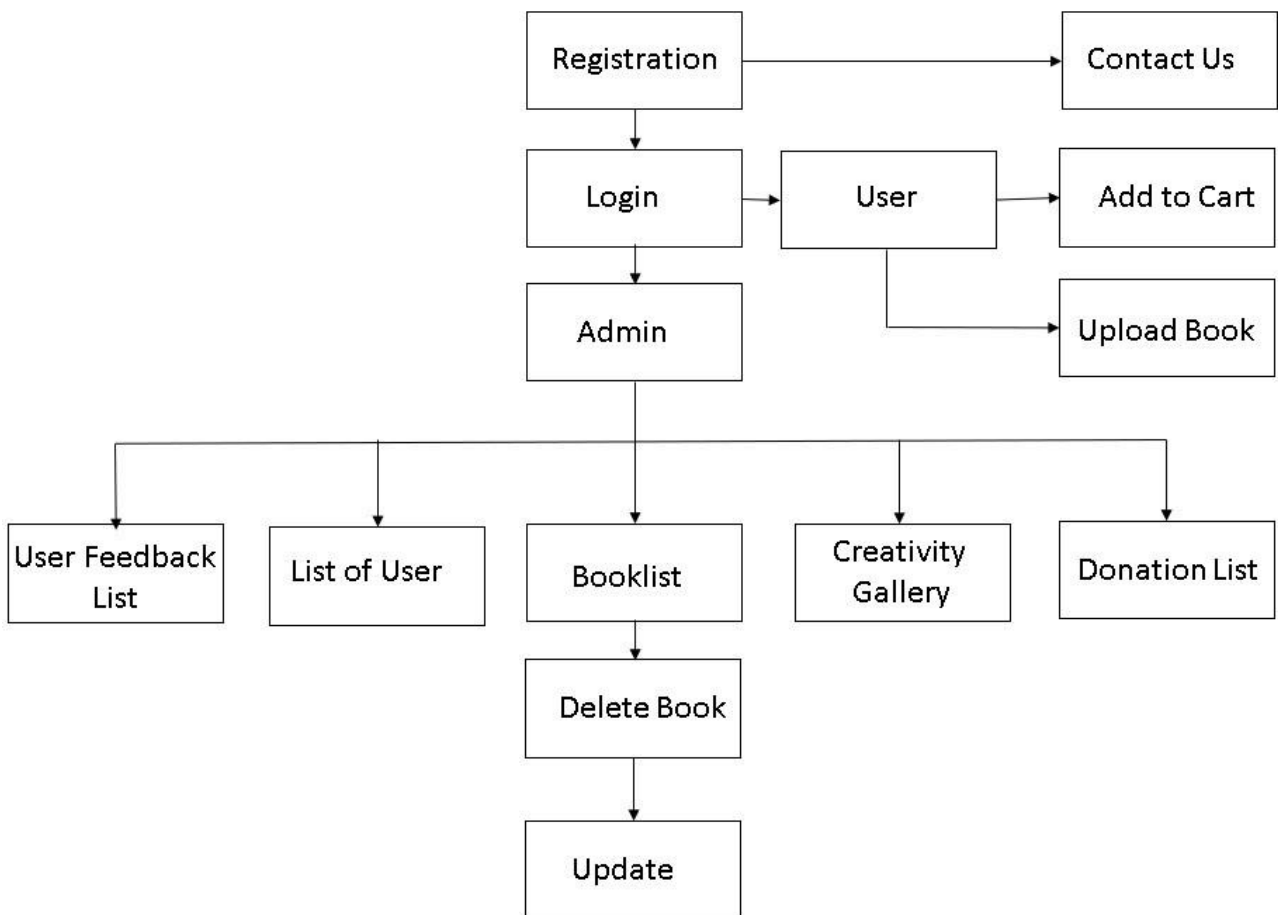 Registration
Contact Us
Login
User
Add to Cart
Admin
Upload Book
User Feedback
List
List of User
Booklist
Creativity
Gallery
Donation List
Delete Book
Update